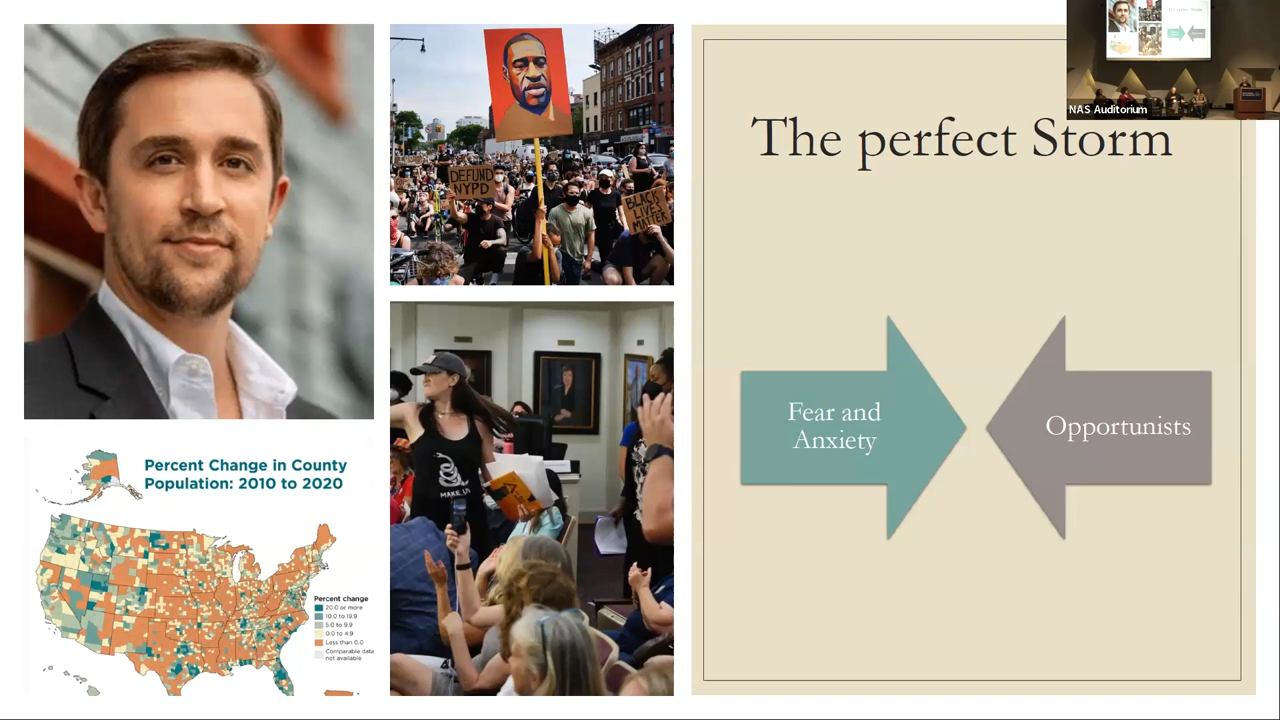 NAS Auditorium
The perfect Storm
Fear and
Anxiety
Opportunists
DEFUND
NYPD
BLACK
LIVES
MATTER
MAKE US
Percent Change in County
Population: 2010 to 2020
Percent change
20.0 or more
10.0 to 19.9
5.0 to 9.9
0.0 to 4.9
Less than 0.0
Comparable data
not available